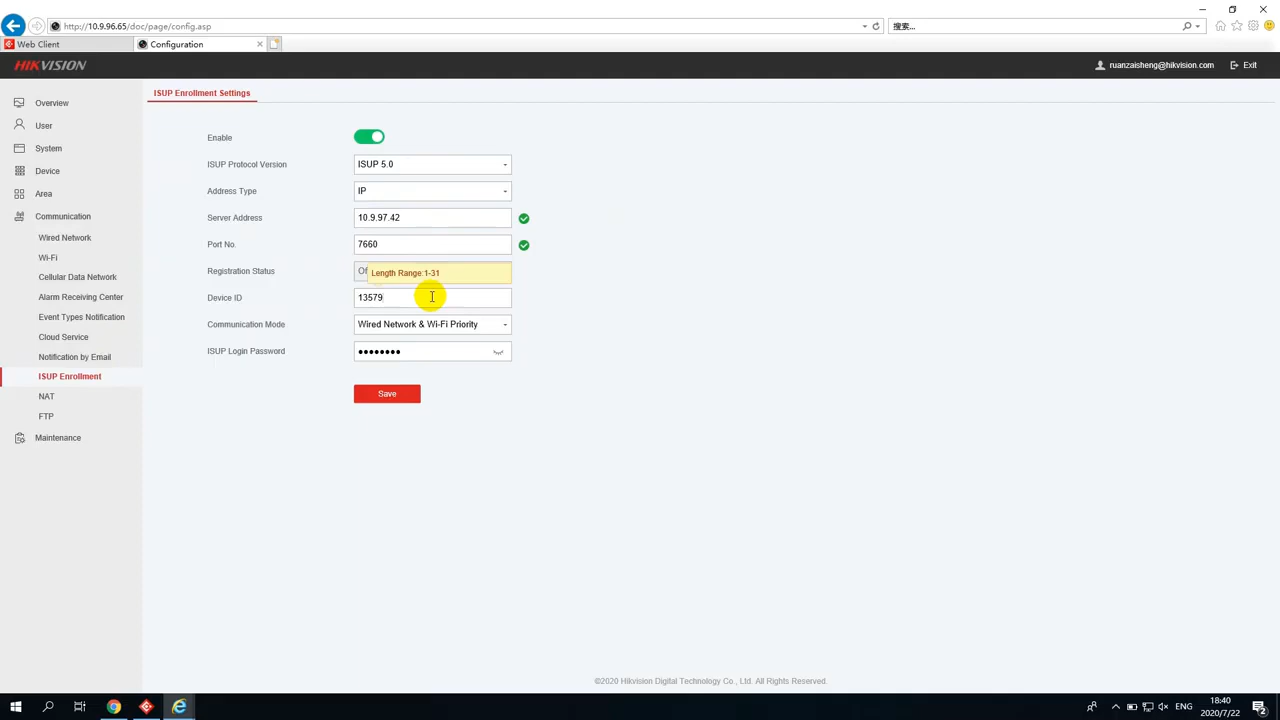 http://10.9.96.65/doc/page/config.asp
搜索...
Web Client
Configuration
HIKVISION
ruanzaisheng@hikvision.com
Exit
Overview
User
System
Device
Area
Communication
Wired Network
Wi-Fi
Cellular Data Network
Alarm Receiving Center
Event Types Notification
Cloud Service
Notification by Email
ISUP Enrollment
NAT
FTP
Maintenance
ISUP Enrollment Settings
Enable
ISUP Protocol Version
ISUP 5.0
Address Type
IP
Server Address
10.9.97.42
Port No.
7660
Registration Status
Length Range:1-31
Device ID
13579
Communication Mode
Wired Network & Wi-Fi Priority
ISUP Login Password
Save
©2020 Hikvision Digital Technology Co., Ltd. All Rights Reserved.
ENG
18:40
2020/7/22
2